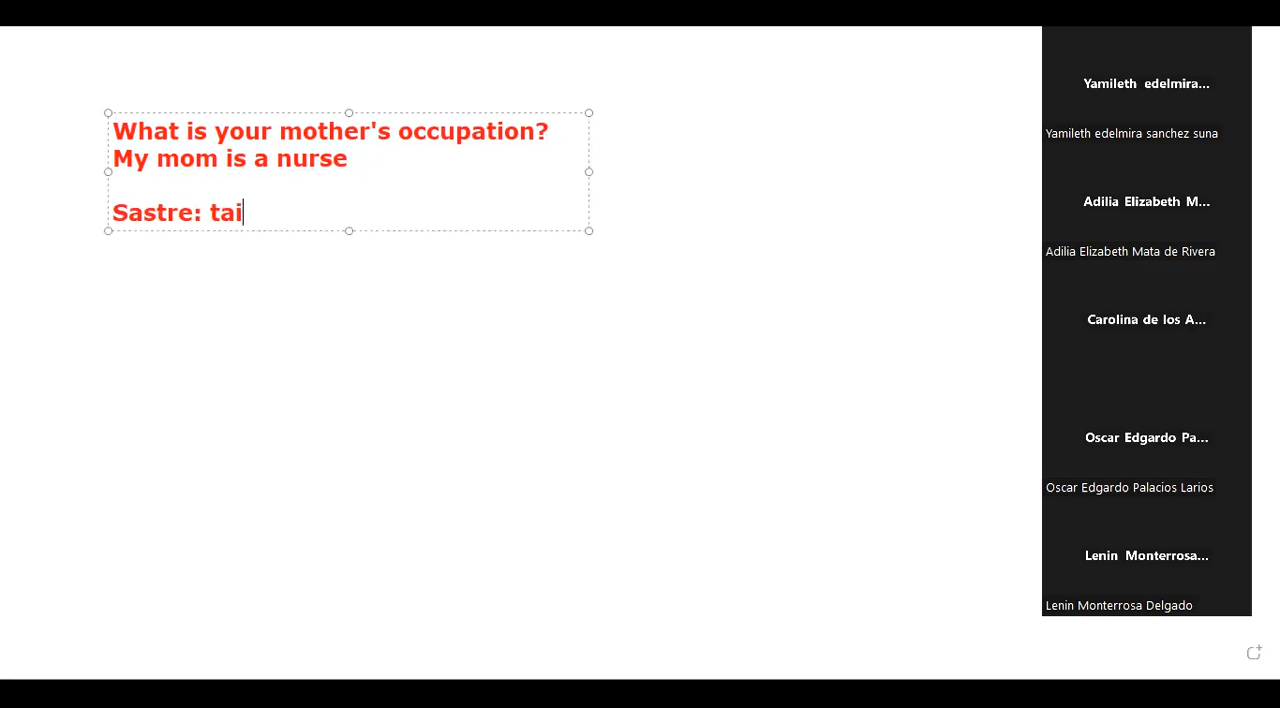 What is your mother's occupation?
My mom is a nurse
Sastre: tai
Yamileth edelmira...
Yamileth edelmira sanchez suna
Adilia Elizabeth M...
Adilia Elizabeth Mata de Rivera
Carolina de los A...
Oscar Edgardo Pa...
Oscar Edgardo Palacios Larios
Lenin Monterrosa...
Lenin Monterrosa Delgado